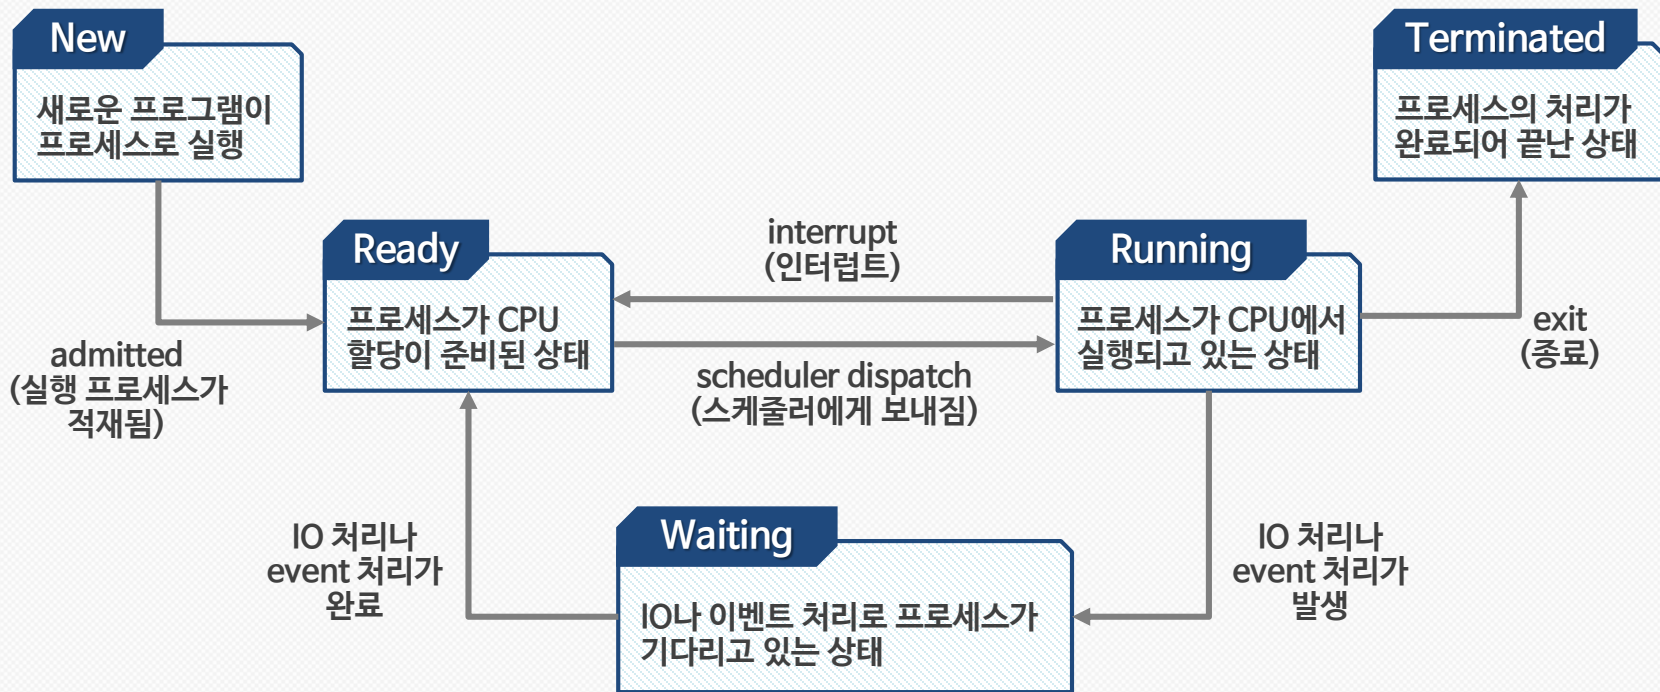 New
새로운 프로그램이
프로세스로 실행
Terminated
프로세스의 처리가
완료되어 끝난 상태
admitted
(실행 프로세스가
적재됨)
Ready
프로세스가 CPU
할당이 준비된 상태
interrupt
(인터럽트)
scheduler dispatch
(스케줄러에게 보내짐)
Running
프로세스가 CPU에서
실행되고 있는 상태
exit
(종료)
IO 처리나
event 처리가
완료
Waiting
IO나 이벤트 처리로 프로세스가
기다리고 있는 상태
IO 처리나
event 처리가
발생